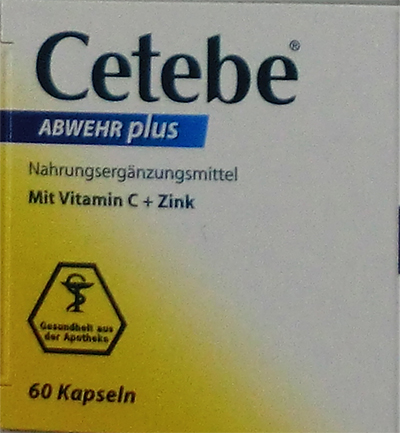 Cetebe®
ABWEHR plus
Nahrungsergänzungsmittel
Mit Vitamin C + Zink
Gesundheit aus
der Apotheke
60 Kapseln